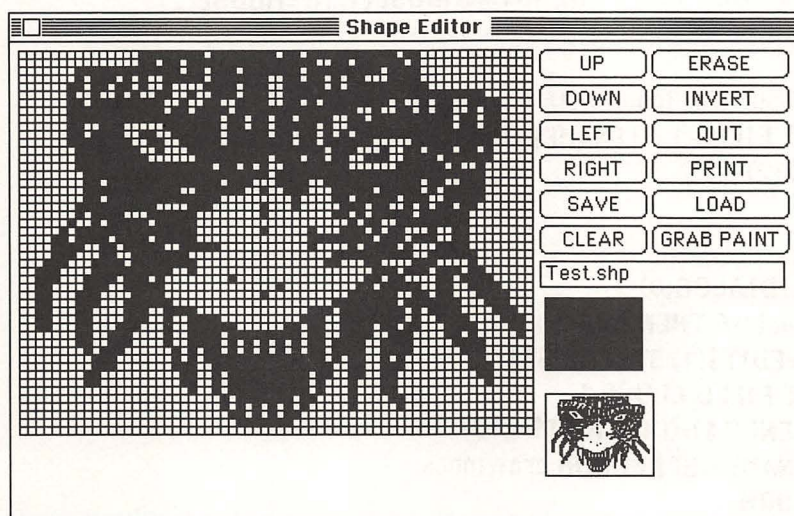 Shape Editor
UP ERASE
DOWN INVERT
LEFT QUIT
RIGHT PRINT
SAVE LOAD
CLEAR GRAB PAINT
Test.shp